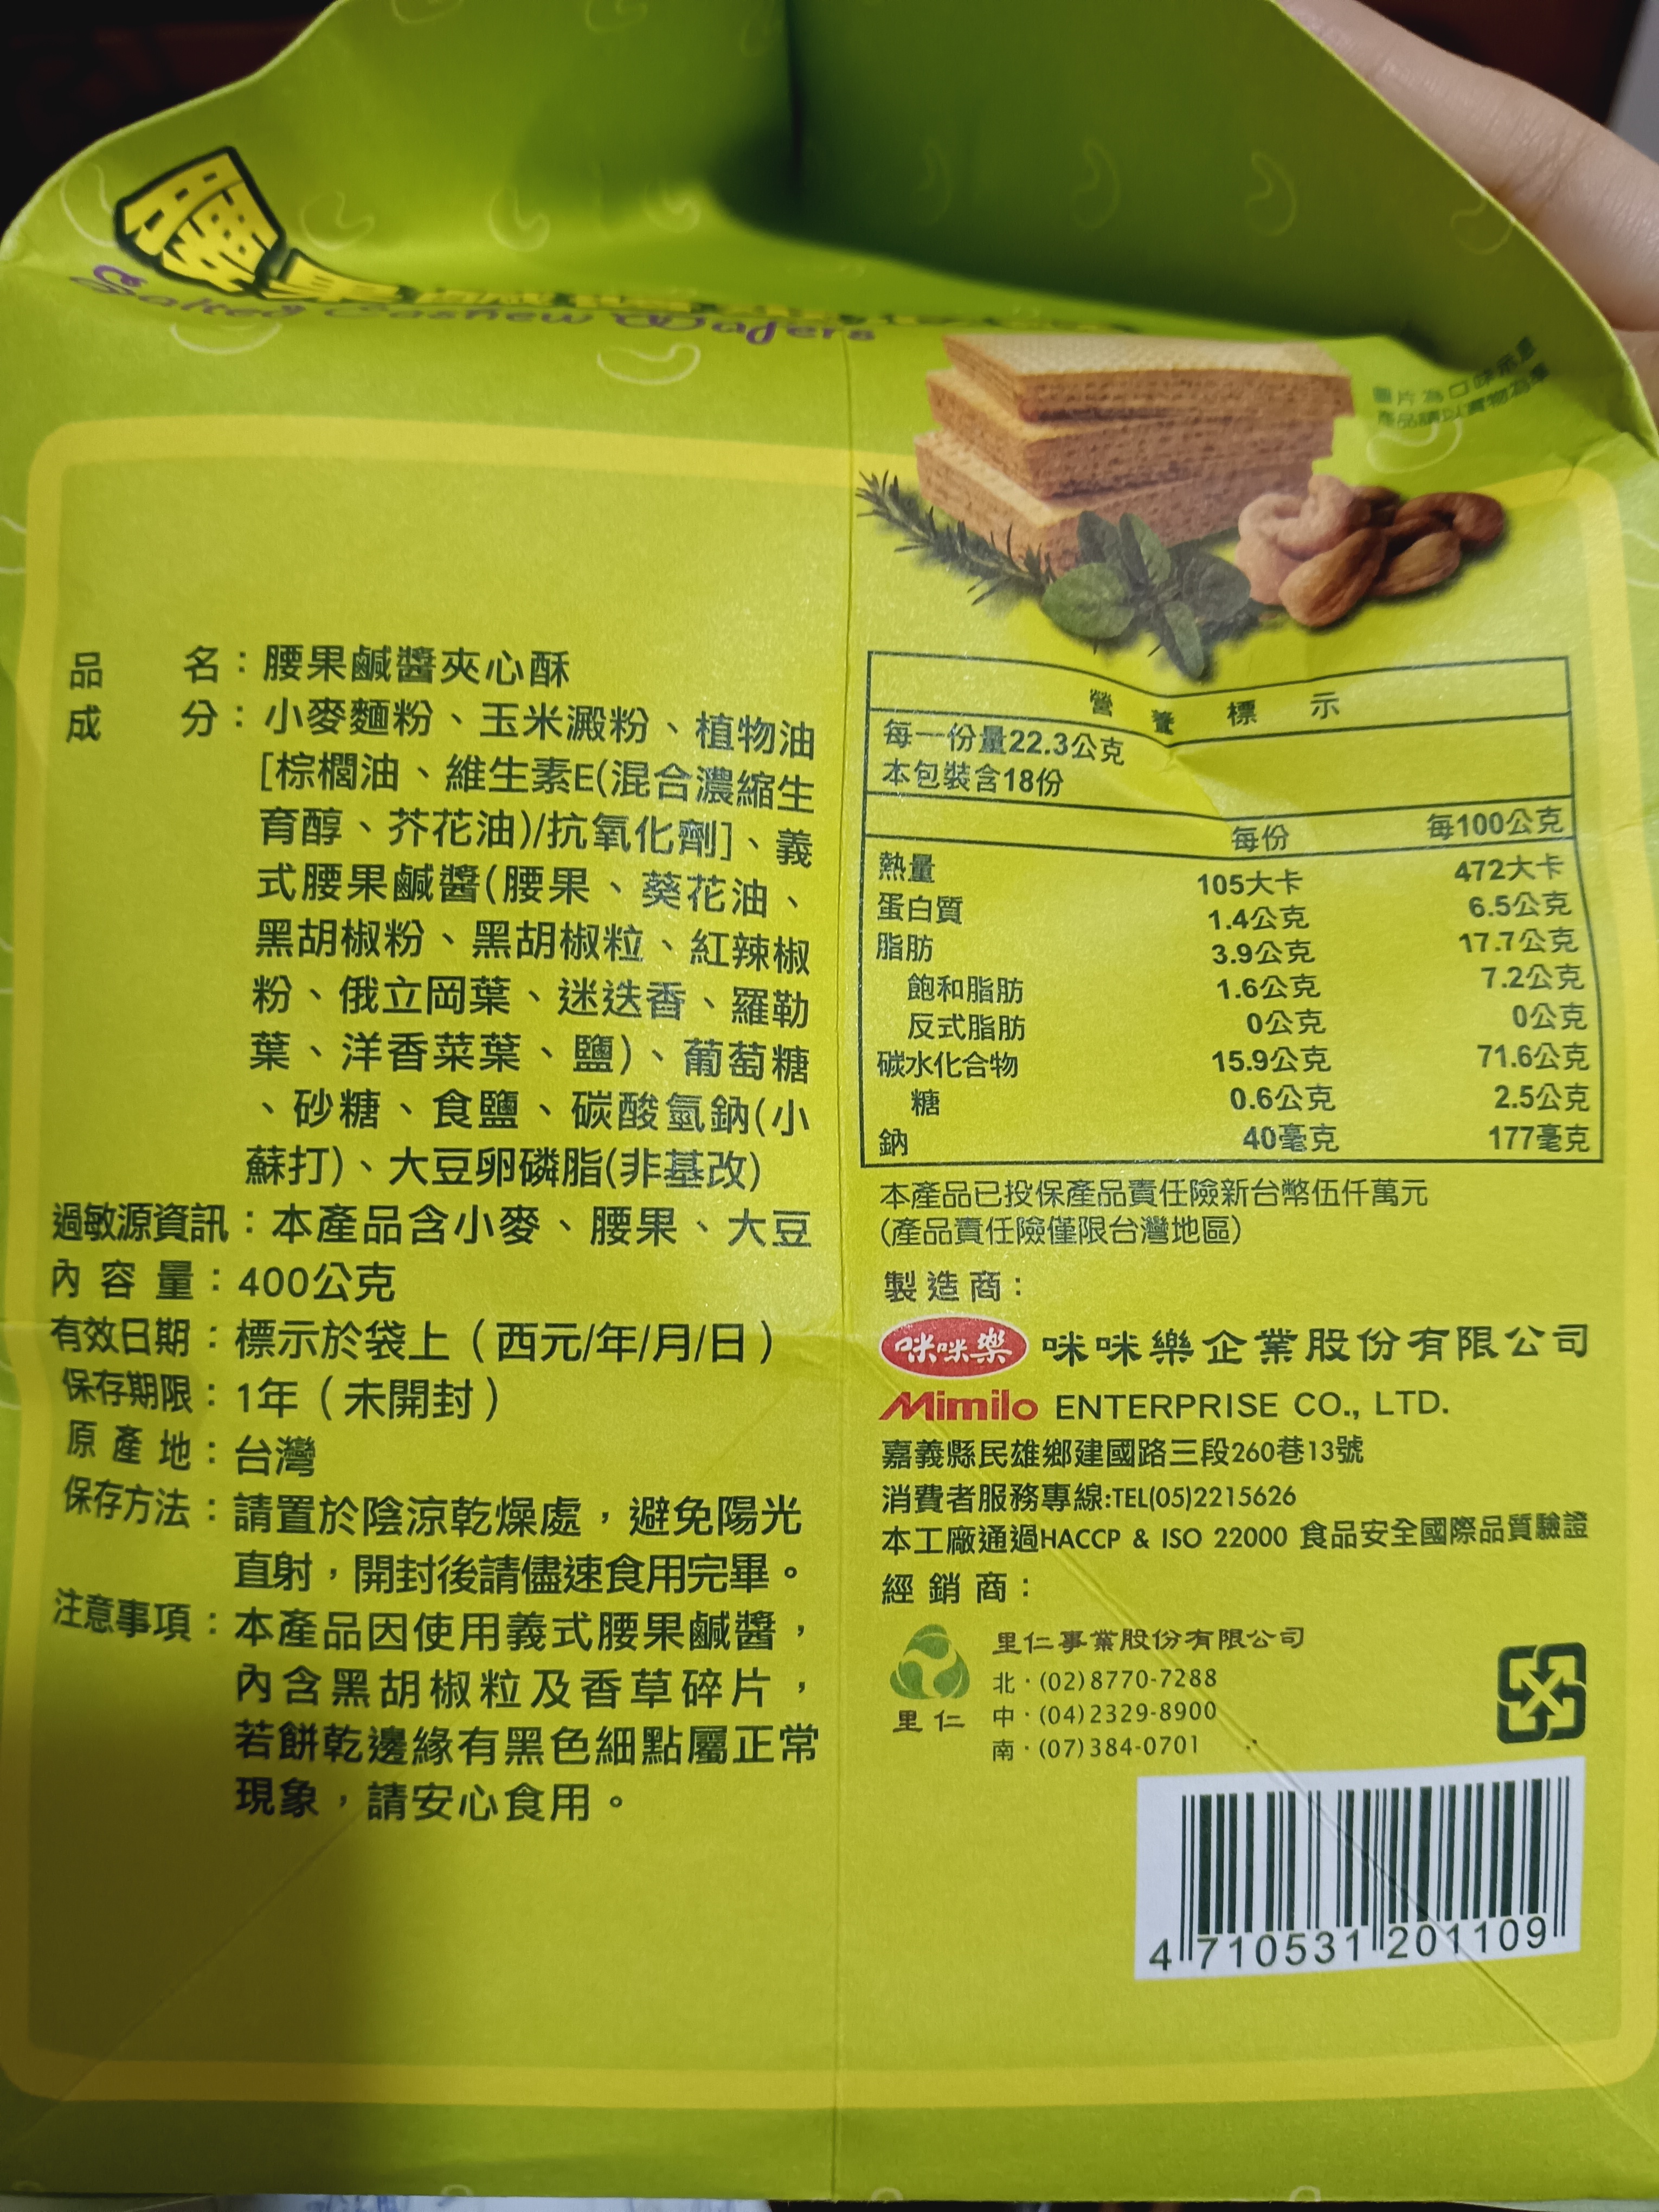 腰果
Salted Cashew Wafers
圖片為口味示意
產品請以實物為準
品 名：腰果鹹醬夾心酥
成 分：小麥麵粉、玉米澱粉、植物油
[棕櫚油、維生素E(混合濃縮生
育醇、芥花油)/抗氧化劑]、義
式腰果鹹醬(腰果、葵花油、
黑胡椒粉、黑胡椒粒、紅辣椒
粉、俄立岡葉、迷迭香、羅勒
葉、洋香菜葉、鹽)、葡萄糖
、砂糖、食鹽、碳酸氫鈉(小
蘇打)、大豆卵磷脂(非基改)
過敏源資訊：本產品含小麥、腰果、大豆
內容量：400公克
有效日期：標示於袋上（西元/年/月/日）
保存期限：1年（未開封）
原產地：台灣
保存方法：請置於陰涼乾燥處，避免陽光
直射，開封後請儘速食用完畢。
注意事項：本產品因使用義式腰果鹹醬，
內含黑胡椒粒及香草碎片，
若餅乾邊緣有黑色細點屬正常
現象，請安心食用。
營養標示
每一份量22.3公克
本包裝含18份
每份 每100公克
熱量 105大卡 472大卡
蛋白質 1.4公克 6.5公克
脂肪 3.9公克 17.7公克
飽和脂肪 1.6公克 7.2公克
反式脂肪 0公克 0公克
碳水化合物 15.9公克 71.6公克
糖 0.6公克 2.5公克
鈉 40毫克 177毫克
本產品已投保產品責任險新台幣伍仟萬元
(產品責任險僅限台灣地區)
製造商：
咪咪樂 咪咪樂企業股份有限公司
Mimilo ENTERPRISE CO., LTD.
嘉義縣民雄鄉建國路三段260巷13號
消費者服務專線:TEL(05)2215626
本工廠通過HACCP & ISO 22000 食品安全國際品質驗證
經銷商：
里仁事業股份有限公司
北·(02)8770-7288
里仁 中·(04)2329-8900
南·(07)384-0701
4 710531 201109